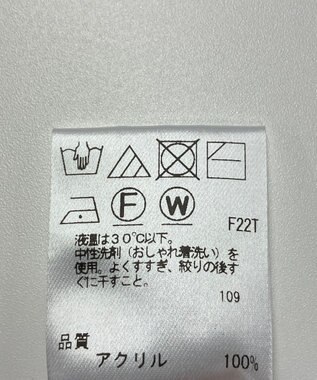 F W F22T
液温は30℃以下。
中性洗剤(おしゃれ着洗い)を
使用。よくすすぎ、絞りの後す
ぐに干すこと。
109
品質
アクリル 100%